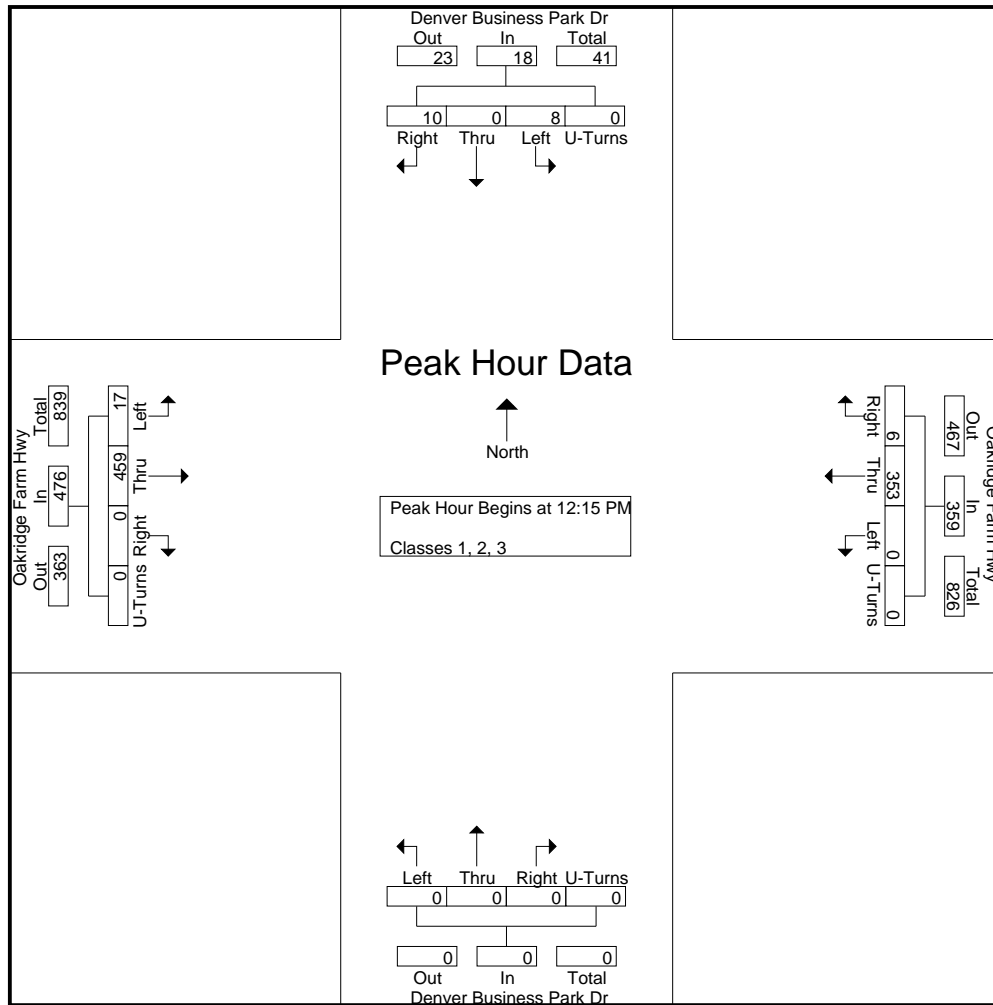 Denver Business Park Dr
Out In Total
23 18 41
10 0 8 0
Right Thru Left U-Turns
Peak Hour Data
North
Peak Hour Begins at 12:15 PM
Classes 1, 2, 3
Oakridge Farm Hwy
Out In Total
363 476 839
0 0 459 17
U-Turns Right Thru Left
Oakridge Farm Hwy
Out In Total
467 359 826
6 353 0 0
Right Thru Left U-Turns
Left Thru Right U-Turns
0 0 0 0
0 0 0
Out In Total
Denver Business Park Dr